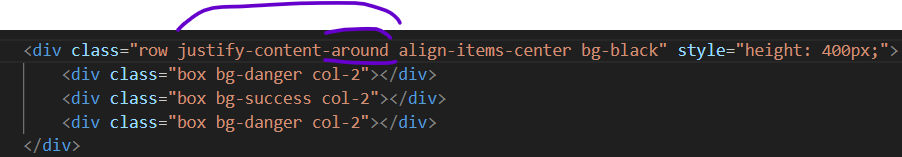 <div class="row justify-content-around align-items-center bg-black" style="height: 400px;">
<div class="box bg-danger col-2"></div>
<div class="box bg-success col-2"></div>
<div class="box bg-danger col-2"></div>
</div>